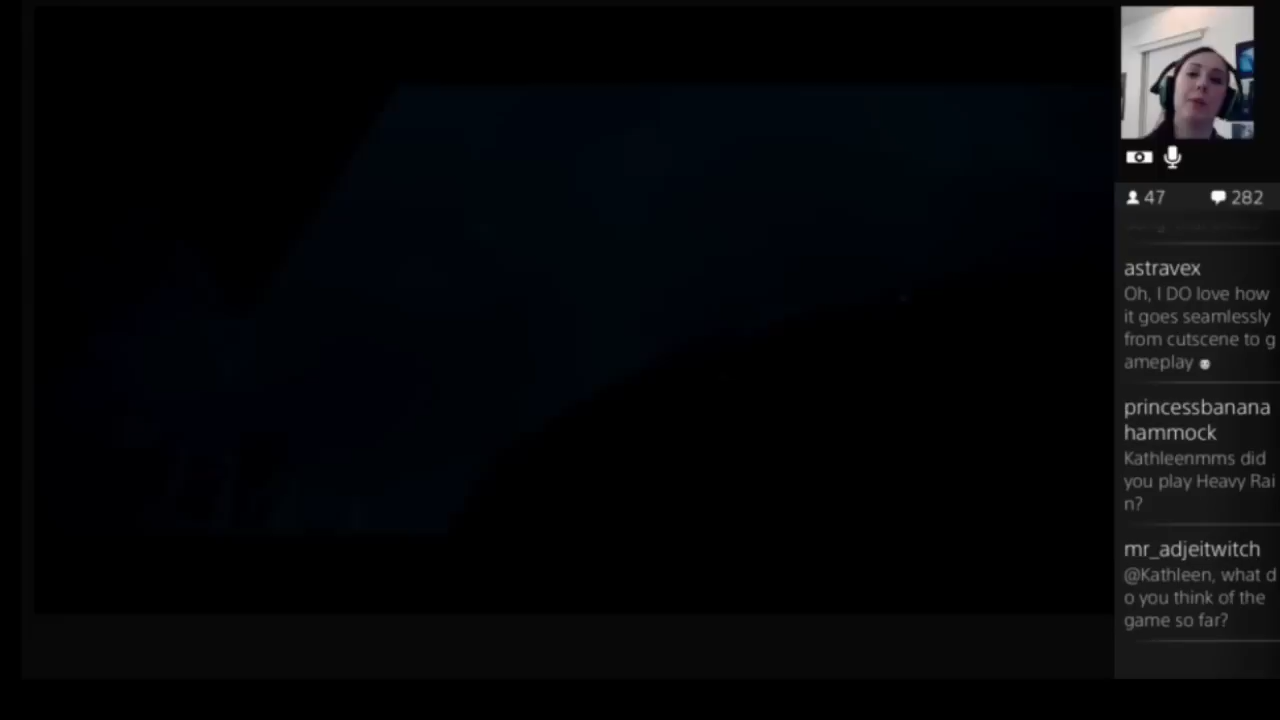 47 282
astravex
Oh, I DO love how
it goes seamlessly
from cutscene to g
ameplay
princessbanana
hammock
Kathleenmms did
you play Heavy Rai
n?
mr_adjeitwitch
@Kathleen, what d
o you think of the
game so far?